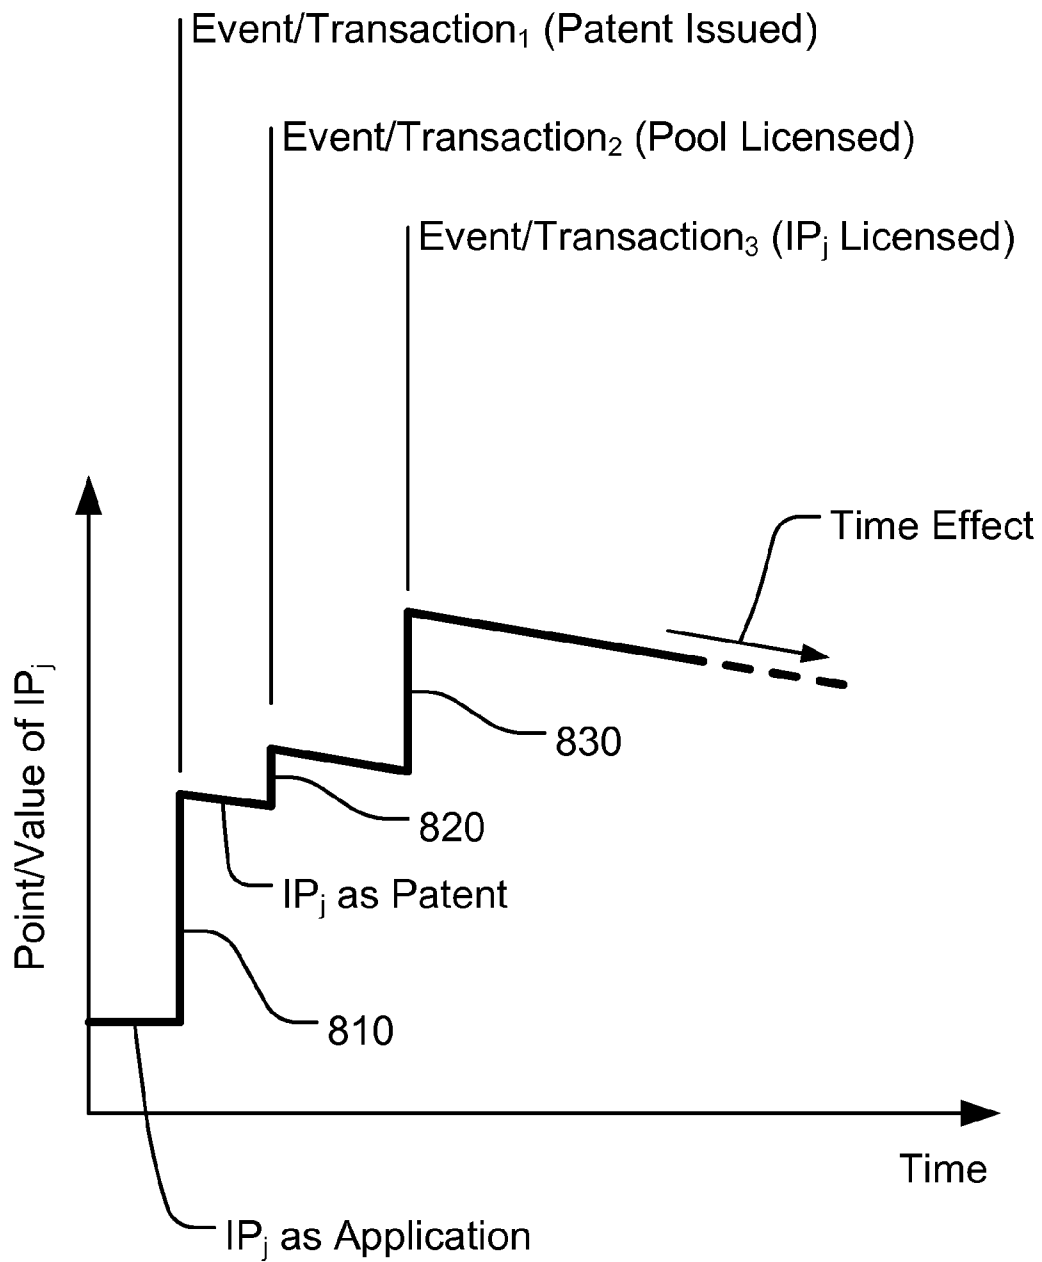 Event/Transaction₁ (Patent Issued)
Event/Transaction₂ (Pool Licensed)
Event/Transaction₃ (IPⱼ Licensed)
Time Effect
Point/Value of IPⱼ
830
820
IPⱼ as Patent
810
Time
IPⱼ as Application